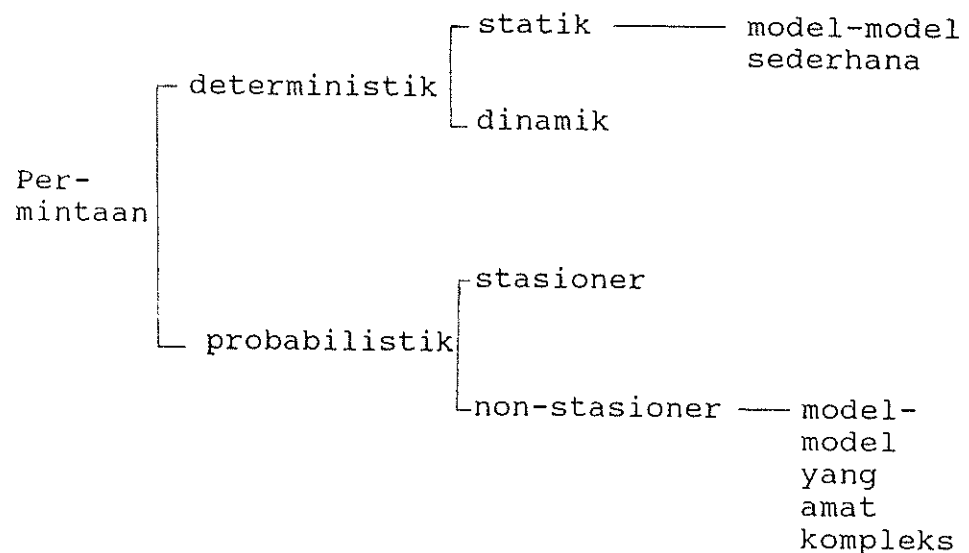 statik
model-model
sederhana
deterministik
dinamik
Per-
mintaan
stasioner
probabilistik
non-stasioner
model-
model
yang
amat
kompleks